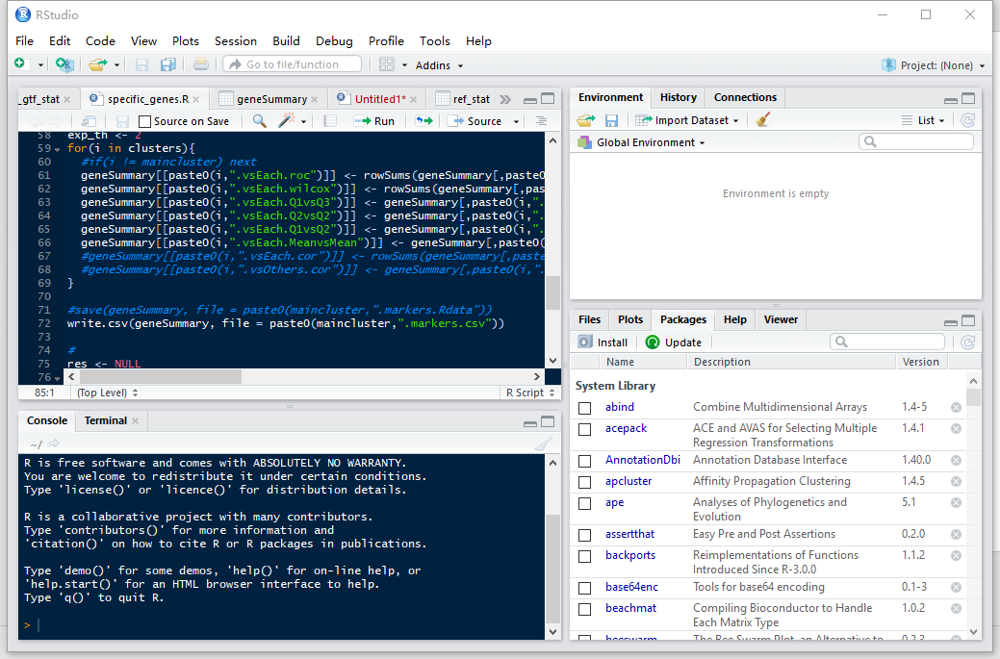 RStudio
File Edit Code View Plots Session Build Debug Profile Tools Help
Go to file/function Addins Project: (None)
_gtf_stat specific_genes.R geneSummary Untitled1* ref_stat
Source on Save Run Source
58 exp_th <- 2
59 for(i in clusters){
60 #if(i != maincluster) next
61 geneSummary[[paste0(i,".vsEach.roc")]] <- rowSums(geneSummary[,paste0
62 geneSummary[[paste0(i,".vsEach.wilcox")]] <- rowSums(geneSummary[,pas
63 geneSummary[[paste0(i,".vsEach.Q1vsQ3")]] <- geneSummary[,paste0(i,".
64 geneSummary[[paste0(i,".vsEach.Q2vsQ2")]] <- geneSummary[,paste0(i,".
65 geneSummary[[paste0(i,".vsEach.Q1vsQ2")]] <- geneSummary[,paste0(i,".
66 geneSummary[[paste0(i,".vsEach.MeanvsMean")]] <- geneSummary[,paste0(
67 #geneSummary[[paste0(i,".vsEach.cor")]] <- rowSums(geneSummary[,paste
68 #geneSummary[[paste0(i,".vsOthers.cor")]] <- geneSummary[,paste0(i,".
69 }
70
71 #save(geneSummary, file = paste0(maincluster,".markers.Rdata"))
72 write.csv(geneSummary, file = paste0(maincluster,".markers.csv"))
73
74 #
75 res <- NULL
76
85:1 (Top Level) R Script
Console Terminal
~/
R is free software and comes with ABSOLUTELY NO WARRANTY.
You are welcome to redistribute it under certain conditions.
Type 'license()' or 'licence()' for distribution details.
R is a collaborative project with many contributors.
Type 'contributors()' for more information and
'citation()' on how to cite R or R packages in publications.
Type 'demo()' for some demos, 'help()' for on-line help, or
'help.start()' for an HTML browser interface to help.
Type 'q()' to quit R.
>
Environment History Connections
Import Dataset List
Global Environment
Environment is empty
Files Plots Packages Help Viewer
Install Update
Name Description Version
System Library
abind Combine Multidimensional Arrays 1.4-5
acepack ACE and AVAS for Selecting Multiple 1.4.1
Regression Transformations
AnnotationDbi Annotation Database Interface 1.40.0
apcluster Affinity Propagation Clustering 1.4.5
ape Analyses of Phylogenetics and 5.1
Evolution
assertthat Easy Pre and Post Assertions 0.2.0
backports Reimplementations of Functions 1.1.2
Introduced Since R-3.0.0
base64enc Tools for base64 encoding 0.1-3
beachmat Compiling Bioconductor to Handle 1.0.2
Each Matrix Type
beeswarm The Bee Swarm Plot, an Alternative to 0.2.3